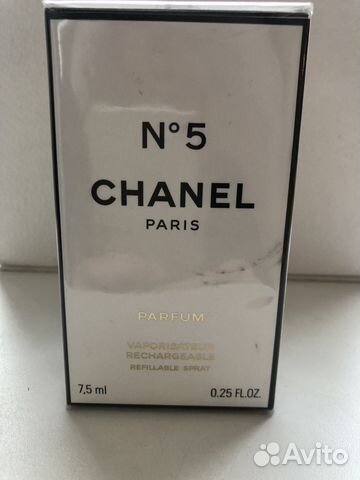 N°5
CHANEL
PARIS
PARFUM
VAPORISATEUR
RECHARGEABLE
REFILLABLE SPRAY
7,5 ml 0.25 FL.OZ.
Avito